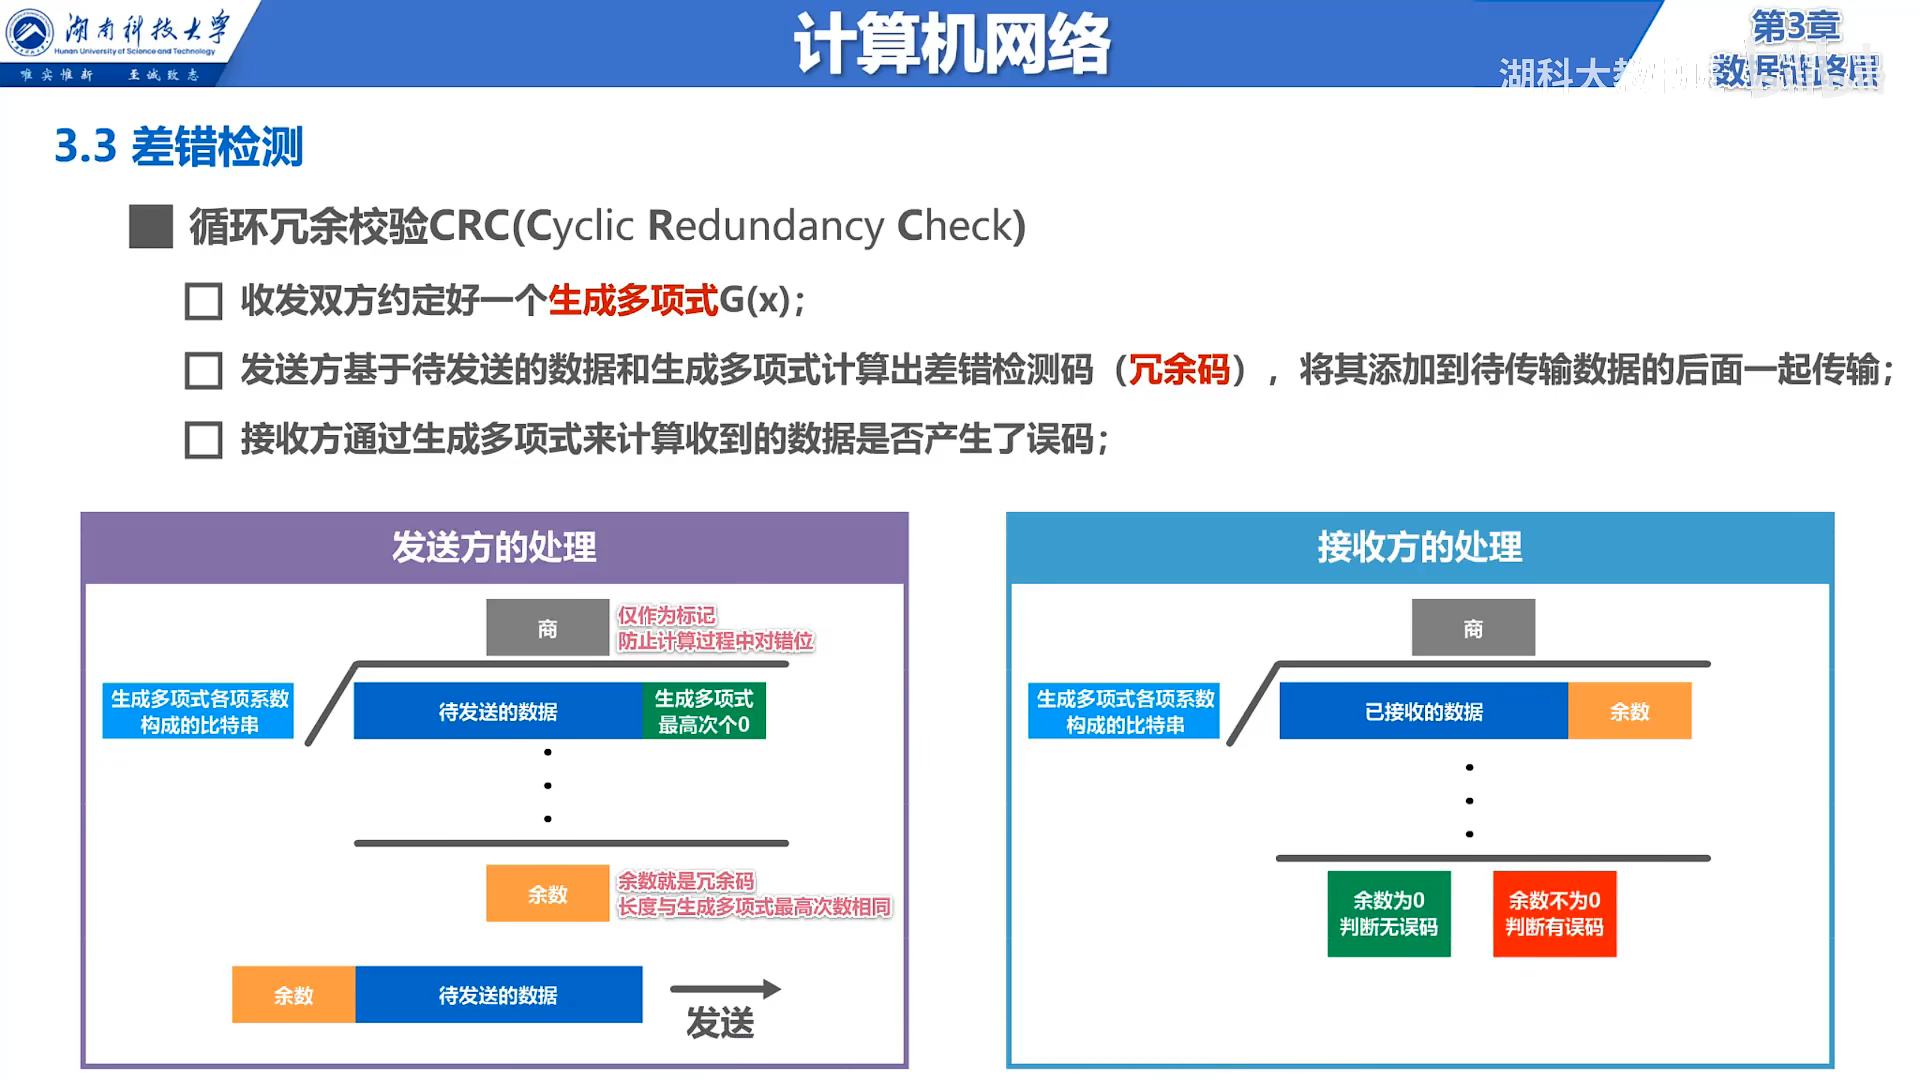 湖南科技大学
Hunan University of Science and Technology
唯实惟新 至诚致志
计算机网络
第3章
数据链路层
湖科大教
3.3 差错检测
循环冗余校验CRC(Cyclic Redundancy Check)
收发双方约定好一个生成多项式G(x);
发送方基于待发送的数据和生成多项式计算出差错检测码（冗余码），将其添加到待传输数据的后面一起传输;
接收方通过生成多项式来计算收到的数据是否产生了误码;
发送方的处理
商
仅作为标记
防止计算过程中对错位
生成多项式各项系数
构成的比特串
待发送的数据
生成多项式
最高次个0
余数
余数就是冗余码
长度与生成多项式最高次数相同
余数
待发送的数据
发送
接收方的处理
商
生成多项式各项系数
构成的比特串
已接收的数据
余数
余数为0
判断无误码
余数不为0
判断有误码